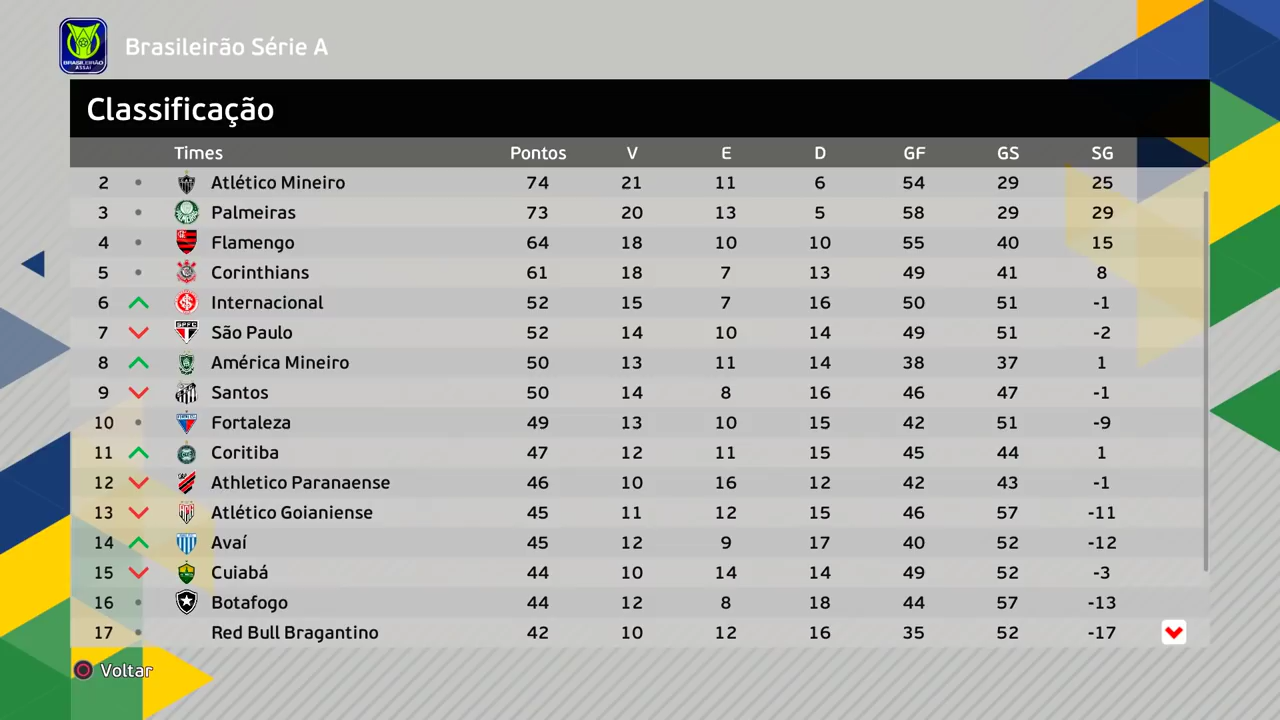 Brasileirão Série A
BRASILEIRÃO
ASSAÍ
Classificação
Times Pontos V E D GF GS SG
2 Atlético Mineiro 74 21 11 6 54 29 25
3 Palmeiras 73 20 13 5 58 29 29
4 Flamengo 64 18 10 10 55 40 15
5 Corinthians 61 18 7 13 49 41 8
6 Internacional 52 15 7 16 50 51 -1
7 São Paulo 52 14 10 14 49 51 -2
8 América Mineiro 50 13 11 14 38 37 1
9 Santos 50 14 8 16 46 47 -1
10 Fortaleza 49 13 10 15 42 51 -9
11 Coritiba 47 12 11 15 45 44 1
12 Athletico Paranaense 46 10 16 12 42 43 -1
13 Atlético Goianiense 45 11 12 15 46 57 -11
14 Avaí 45 12 9 17 40 52 -12
15 Cuiabá 44 10 14 14 49 52 -3
16 Botafogo 44 12 8 18 44 57 -13
17 Red Bull Bragantino 42 10 12 16 35 52 -17
Voltar